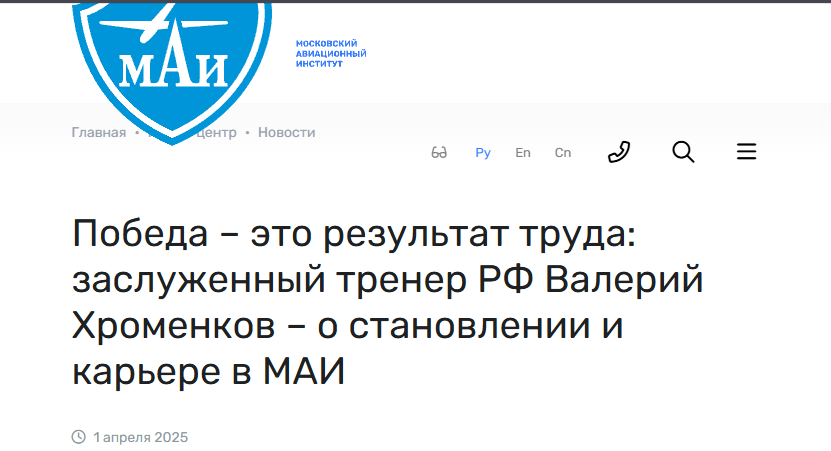 МАИ
МОСКОВСКИЙ
АВИАЦИОННЫЙ
ИНСТИТУТ
Главная · центр · Новости
Ру En Cn
Победа – это результат труда:
заслуженный тренер РФ Валерий
Хроменков – о становлении и
карьере в МАИ
1 апреля 2025